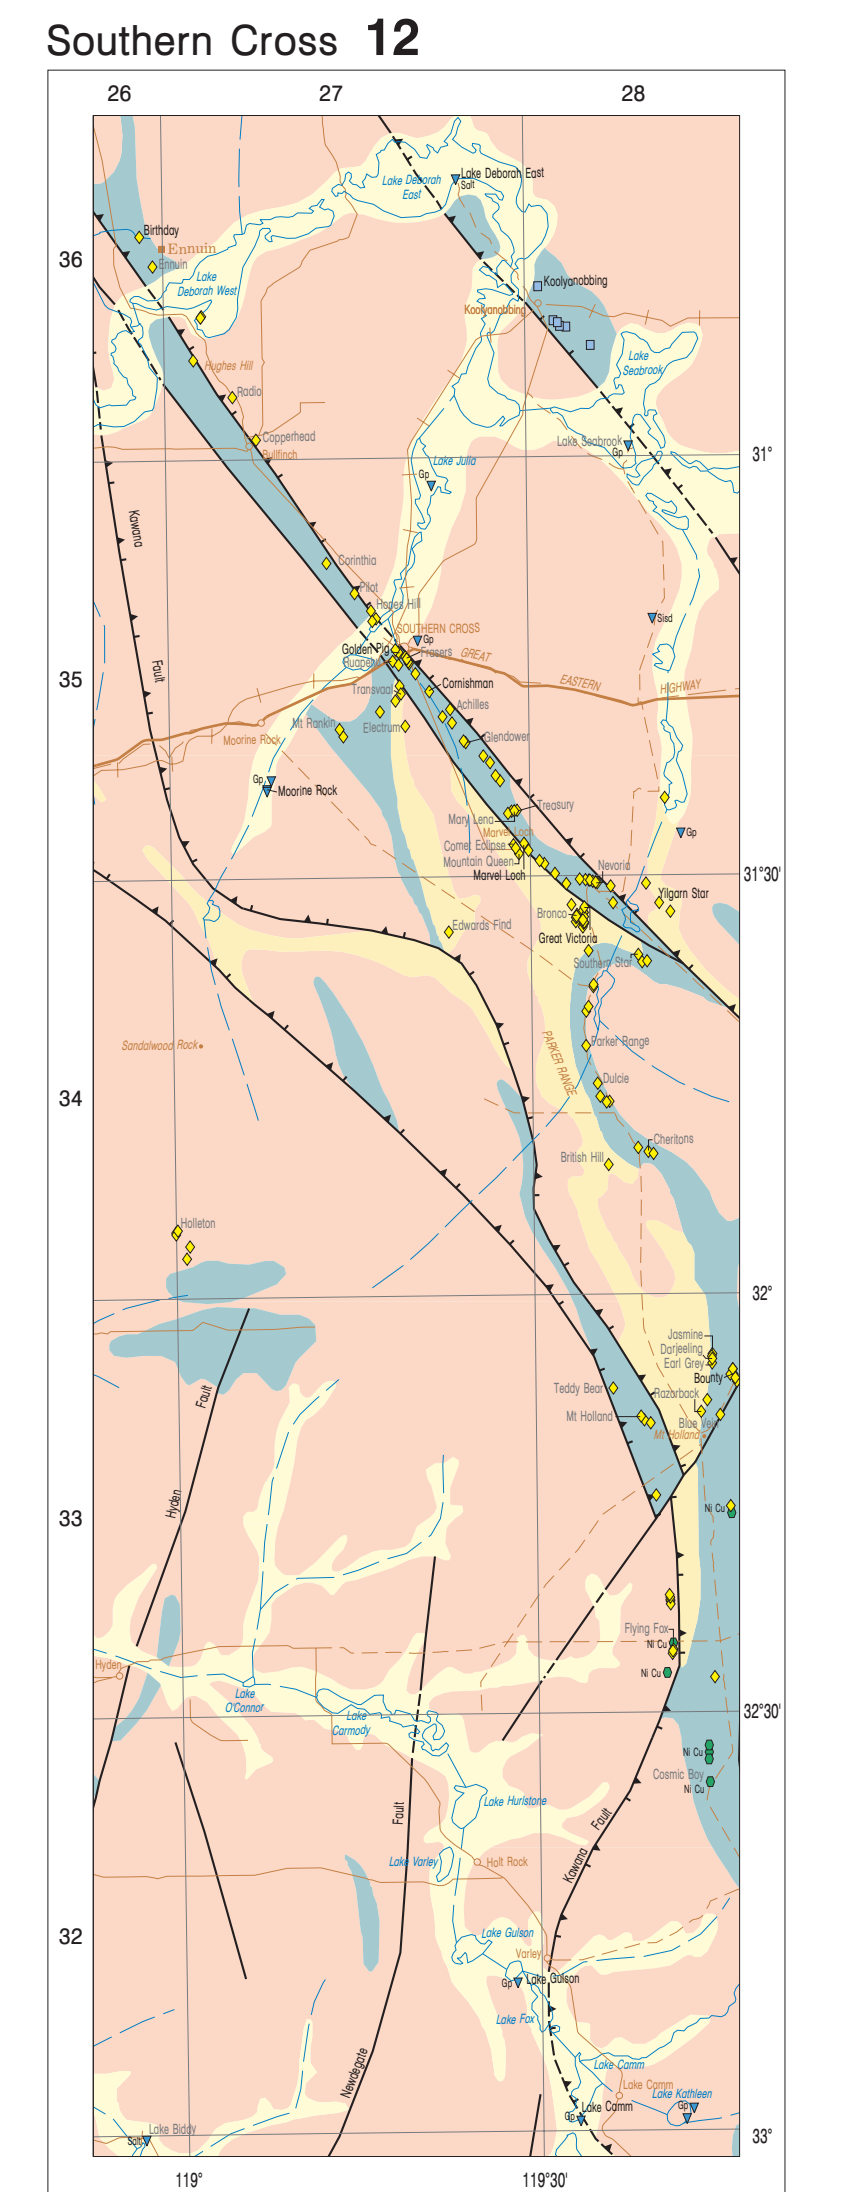 Southern Cross 12
26 27 28
Lake Deborah East
Salt
Lake Deborah
East
Birthday
Ennuin
Ennuin
36
Lake
Deborah West
Koolyanobbing
Koolyanobbing
Lake
Seabrook
Hughes Hill
Radio
Copperhead
Bullfinch
Lake Seabrook
Gp
31°
Lake Julia
Gp
Kawana
Corinthia
Pilot
Hopes Hill
Sisd
SOUTHERN CROSS
Gp
Golden Pig
Frasers
Ruapehu
GREAT
EASTERN
HIGHWAY
Fault
35
Transvaal
Cornishman
Achilles
Mt Rankin
Electrum
Glendower
Moorine Rock
Gp
Moorine Rock
Treasury
Mary Lena
Marvel Loch
Gp
Comet Eclipse
Mountain Queen
Marvel Loch
Nevoria
31°30'
Yilgarn Star
Bronco
Edwards Find
Great Victoria
Southern Star
Sandalwood Rock
PARKER RANGE
Parker Range
Dulcie
34
Cheritons
British Hill
Holleton
32°
Jasmine
Darjeeling
Earl Grey
Bounty
Teddy Bear
Razorback
Mt Holland
Blue Vein
Mt Holland
Fault
Hyden
33
Ni Cu
Flying Fox
Ni Cu
Ni Cu
Hyden
Lake
O'Connor
Lake
Carmody
32°30'
Ni Cu
Cosmic Boy
Ni Cu
Lake Hurlstone
Fault
Fault
Kawana
Lake Varley
Holt Rock
32
Lake Gulson
Varley
Gp
Lake Gulson
Lake Fox
Newdegate
Lake Camm
Lake Camm
Lake Kathleen
Lake Camm
Gp
Gp
Lake Biddy
Salt
33°
119° 119°30'